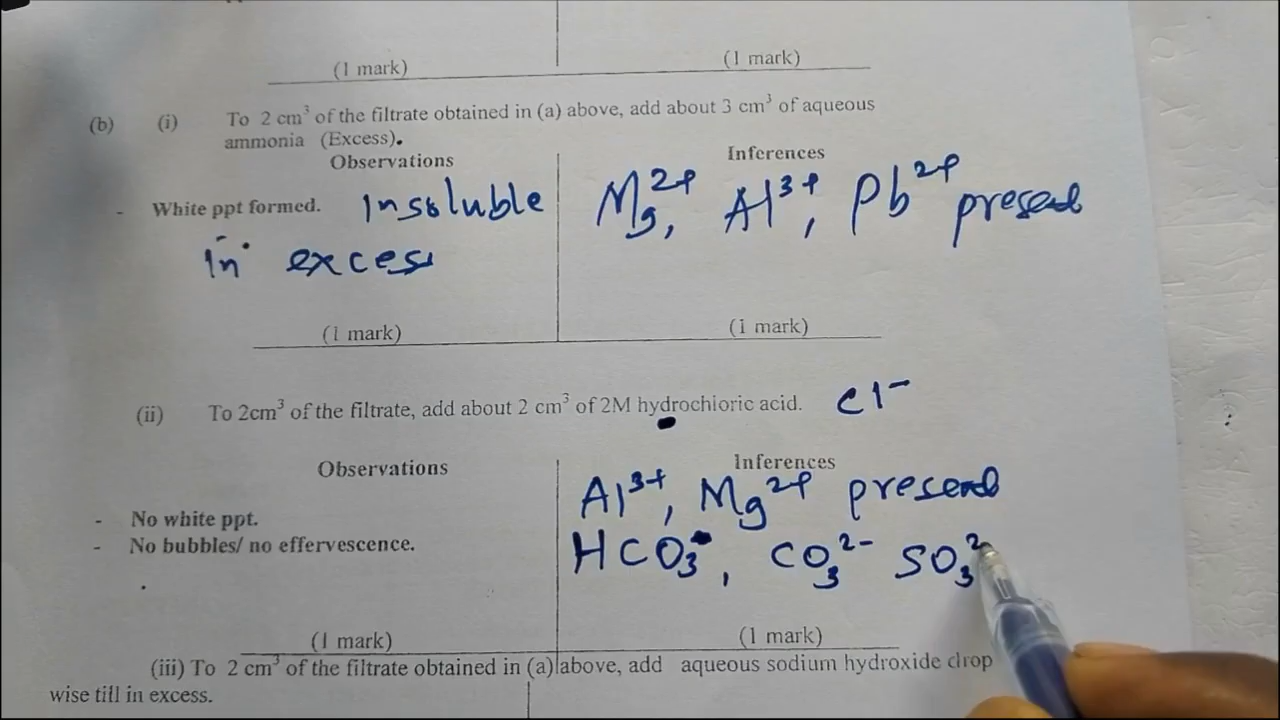 (1 mark) (1 mark)
(b) (i) To 2 cm³ of the filtrate obtained in (a) above, add about 3 cm³ of aqueous
ammonia (Excess).
Observations Inferences
- White ppt formed. Insoluble Mg²⁺, Al³⁺, Pb²⁺ present
in excess
(1 mark) (1 mark)
(ii) To 2cm³ of the filtrate, add about 2 cm³ of 2M hydrochloric acid. Cl⁻
Observations Inferences
Al³⁺, Mg²⁺ present
- No white ppt.
- No bubbles/ no effervescence. HCO₃⁻, CO₃²⁻ SO₃²
(1 mark) (1 mark)
(iii) To 2 cm³ of the filtrate obtained in (a) above, add aqueous sodium hydroxide drop
wise till in excess.